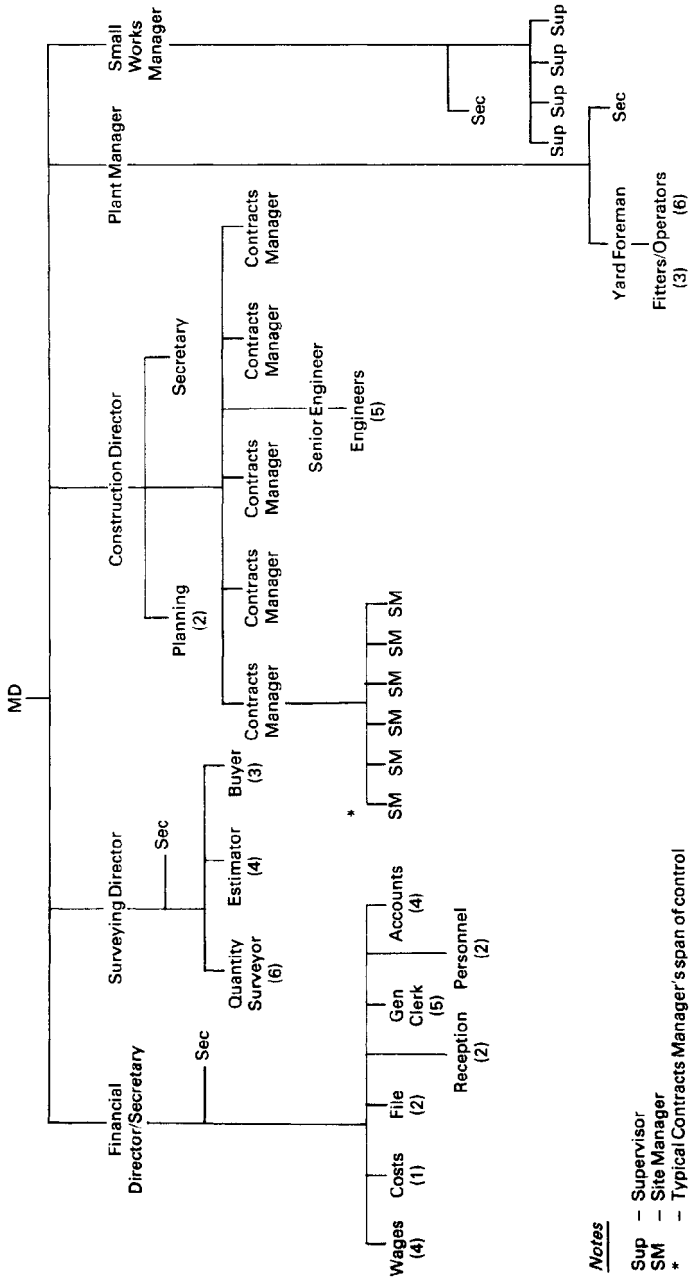 MD
Financial
Director/Secretary
Surveying Director
Construction Director
Plant Manager
Small
Works
Manager
Sec
Wages
(4)
Costs
(1)
File
(2)
Reception
(2)
Gen
Clerk
(5)
Personnel
(2)
Accounts
(4)
Sec
Quantity
Surveyor
(6)
Estimator
(4)
Buyer
(3)
Planning
(2)
Secretary
Contracts
Manager
Contracts
Manager
Contracts
Manager
Contracts
Manager
Contracts
Manager
Senior Engineer
Engineers
(5)
*
SM
SM
SM
SM
SM
SM
Yard Foreman
Sec
Fitters/Operators
(3)
(6)
Sec
Sup
Sup
Sup
Sup
Notes
Sup – Supervisor
SM – Site Manager
* – Typical Contracts Manager's span of control